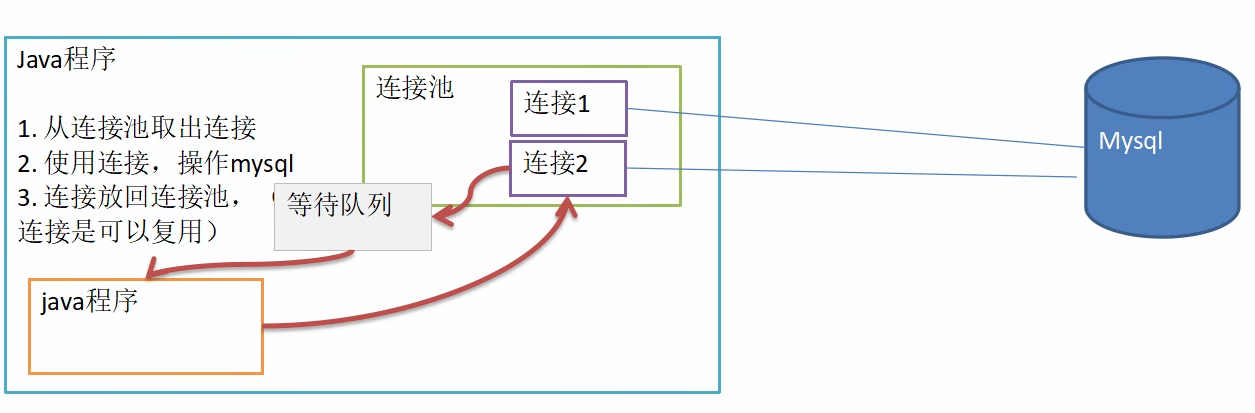 Java程序
连接池
连接1
1. 从连接池取出连接
Mysql
2. 使用连接，操作mysql
连接2
3. 连接放回连接池，
等待队列
连接是可以复用）
java程序